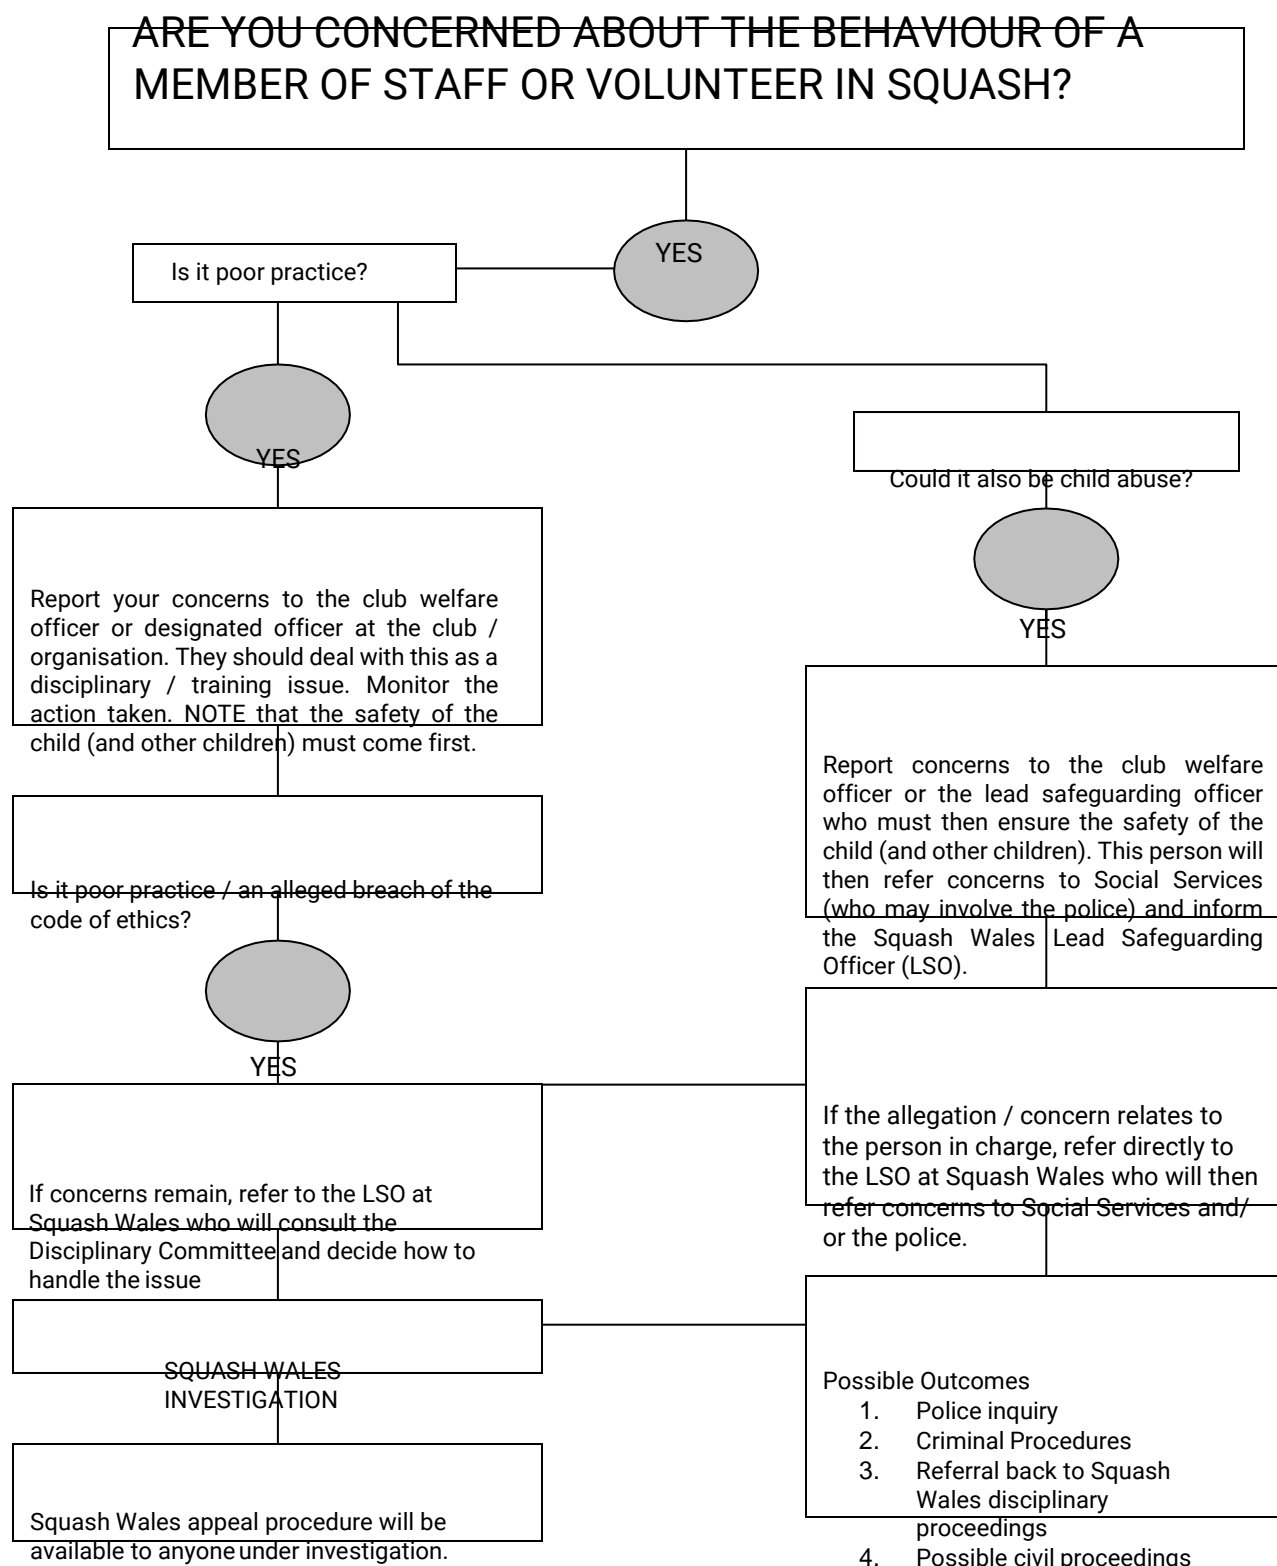 ARE YOU CONCERNED ABOUT THE BEHAVIOUR OF A
MEMBER OF STAFF OR VOLUNTEER IN SQUASH?
YES
Is it poor practice?
YES
Could it also be child abuse?
YES
Report your concerns to the club welfare
officer or designated officer at the club /
organisation. They should deal with this as a
disciplinary / training issue. Monitor the
action taken. NOTE that the safety of the
child (and other children) must come first.
Report concerns to the club welfare
officer or the lead safeguarding officer
who must then ensure the safety of the
child (and other children). This person will
then refer concerns to Social Services
(who may involve the police) and inform
the Squash Wales Lead Safeguarding
Officer (LSO).
Is it poor practice / an alleged breach of the
code of ethics?
YES
If the allegation / concern relates to
the person in charge, refer directly to
the LSO at Squash Wales who will then
refer concerns to Social Services and/
or the police.
If concerns remain, refer to the LSO at
Squash Wales who will consult the
Disciplinary Committee and decide how to
handle the issue
SQUASH WALES
INVESTIGATION
Possible Outcomes
1. Police inquiry
2. Criminal Procedures
3. Referral back to Squash
Wales disciplinary
proceedings
4. Possible civil proceedings
Squash Wales appeal procedure will be
available to anyone under investigation.